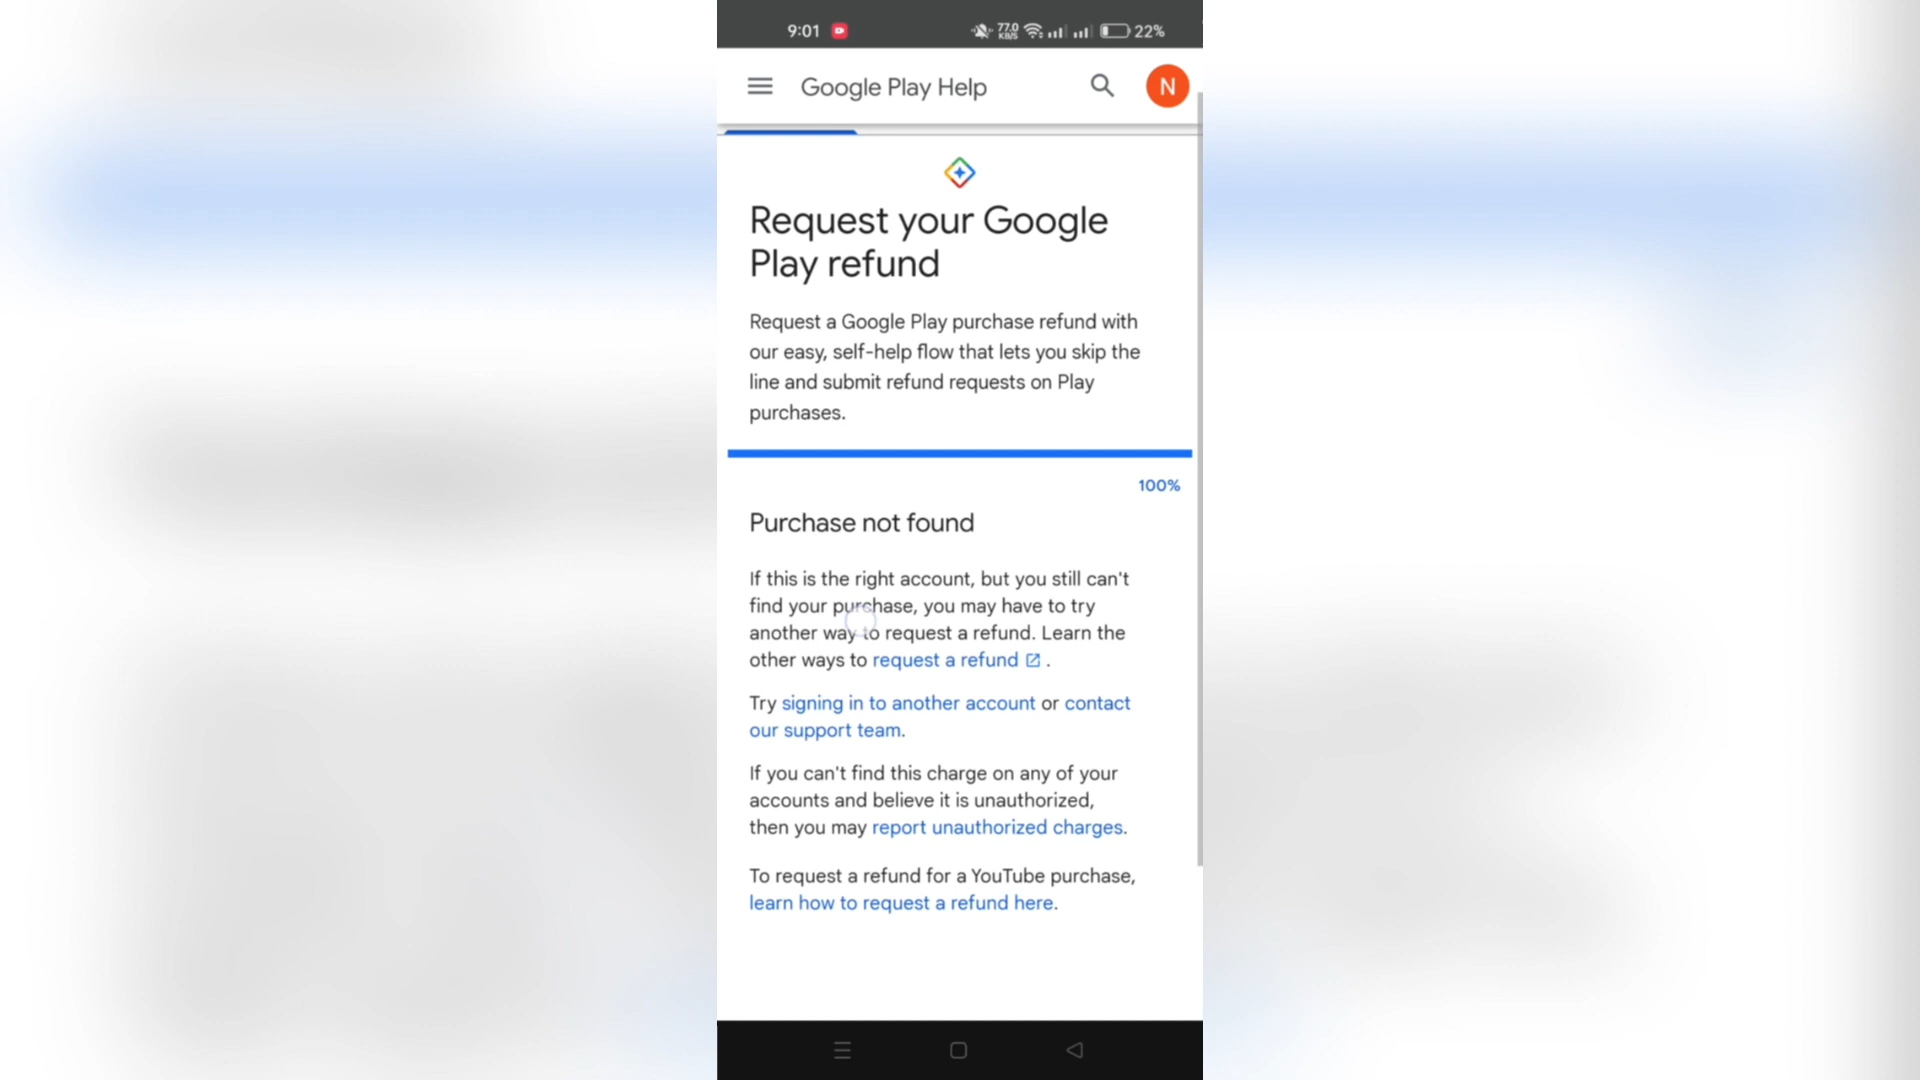 9:01
77.0
KB/S
22%
Google Play Help
N
Request your Google
Play refund
Request a Google Play purchase refund with
our easy, self-help flow that lets you skip the
line and submit refund requests on Play
purchases.
100%
Purchase not found
If this is the right account, but you still can't
find your purchase, you may have to try
another way to request a refund. Learn the
other ways to request a refund .
Try signing in to another account or contact
our support team.
If you can't find this charge on any of your
accounts and believe it is unauthorized,
then you may report unauthorized charges.
To request a refund for a YouTube purchase,
learn how to request a refund here.